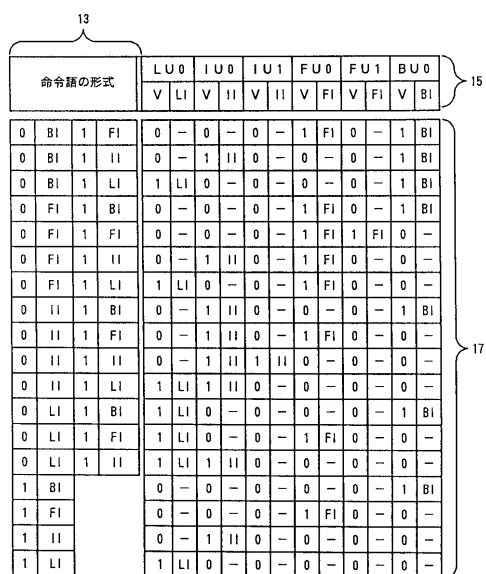 13
命令語の形式 LU0 IU0 IU1 FU0 FU1 BU0
V LI V II V II V FI V FI V BI
15
0 BI 1 FI 0 − 0 − 0 − 1 FI 0 − 1 BI
0 BI 1 II 0 − 1 II 0 − 0 − 0 − 1 BI
0 BI 1 LI 1 LI 0 − 0 − 0 − 0 − 1 BI
0 FI 1 BI 0 − 0 − 0 − 1 FI 0 − 1 BI
0 FI 1 FI 0 − 0 − 0 − 1 FI 1 FI 0 −
0 FI 1 II 0 − 1 II 0 − 1 FI 0 − 0 −
0 FI 1 LI 1 LI 0 − 0 − 1 FI 0 − 0 −
0 II 1 BI 0 − 1 II 0 − 0 − 0 − 1 BI
0 II 1 FI 0 − 1 II 0 − 1 FI 0 − 0 −
0 II 1 II 0 − 1 II 1 II 0 − 0 − 0 −
0 II 1 LI 1 LI 1 II 0 − 0 − 0 − 0 −
0 LI 1 BI 1 LI 0 − 0 − 0 − 0 − 1 BI
0 LI 1 FI 1 LI 0 − 0 − 1 FI 0 − 0 −
0 LI 1 II 1 LI 1 II 0 − 0 − 0 − 0 −
1 BI 0 − 0 − 0 − 0 − 0 − 1 BI
1 FI 0 − 0 − 0 − 1 FI 0 − 0 −
1 II 0 − 1 II 0 − 0 − 0 − 0 −
1 LI 1 LI 0 − 0 − 0 − 0 − 0 −
17